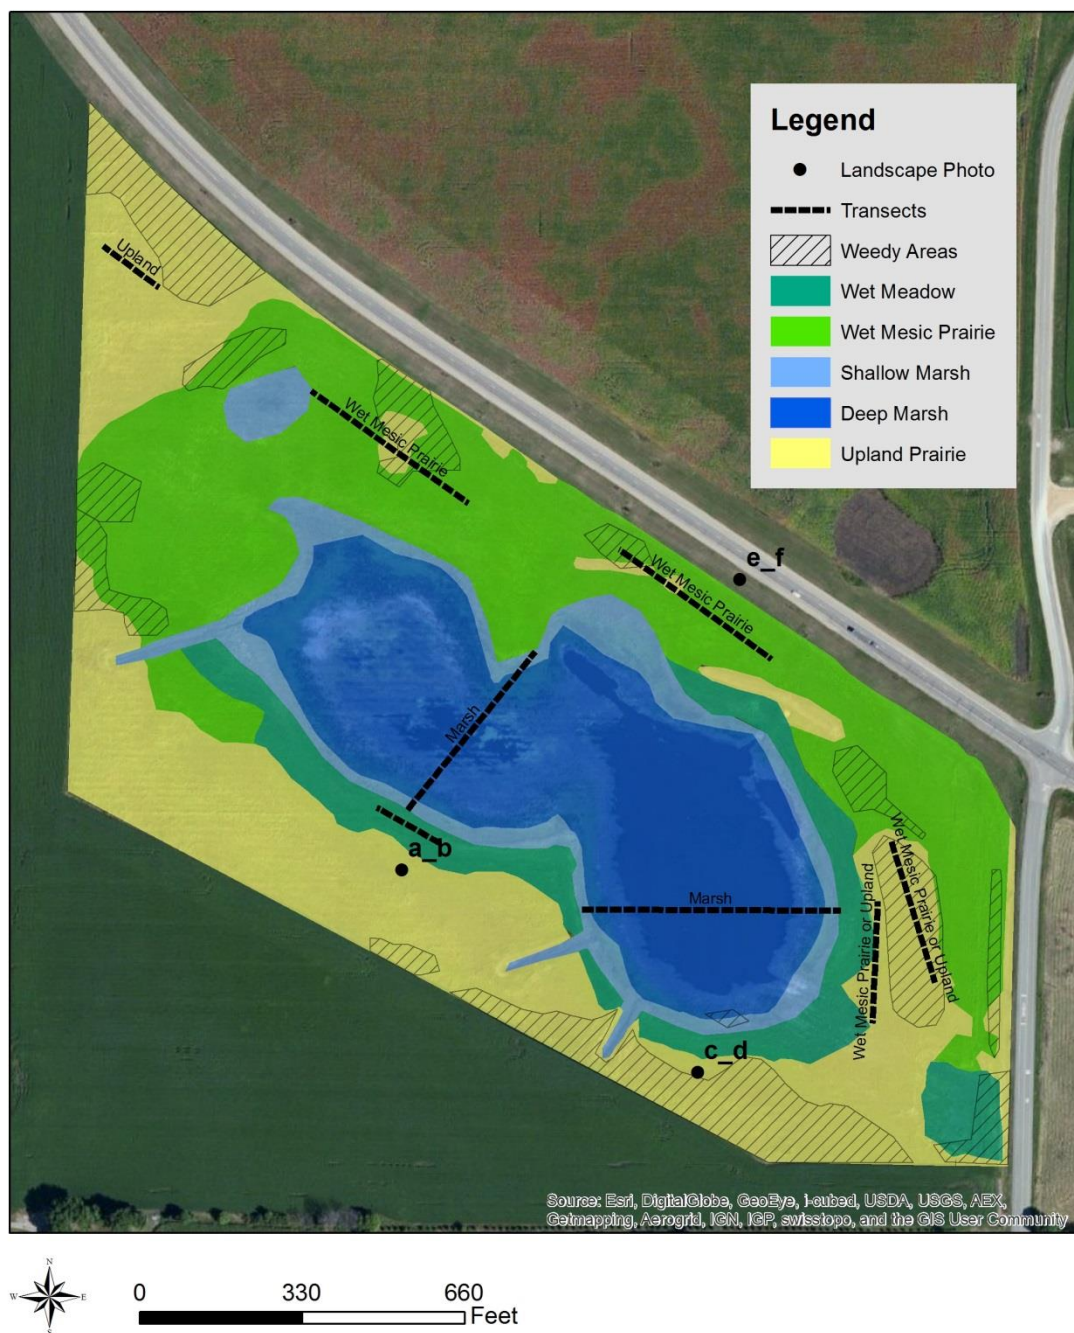 Legend
Landscape Photo
Transects
Weedy Areas
Wet Meadow
Wet Mesic Prairie
Shallow Marsh
Deep Marsh
Upland Prairie
Upland
Wet Mesic Prairie
e_f
Wet Mesic Prairie
Marsh
a_b
Marsh
Wet Mesic Prairie or Upland
Wet Mesic Prairie or Upland
c_d
Source: Esri, DigitalGlobe, GeoEye, i-cubed, USDA, USGS, AEX,
Getmapping, Aerogrid, IGN, IGP, swisstopo, and the GIS User Community
N
W E
S
0 330 660
Feet